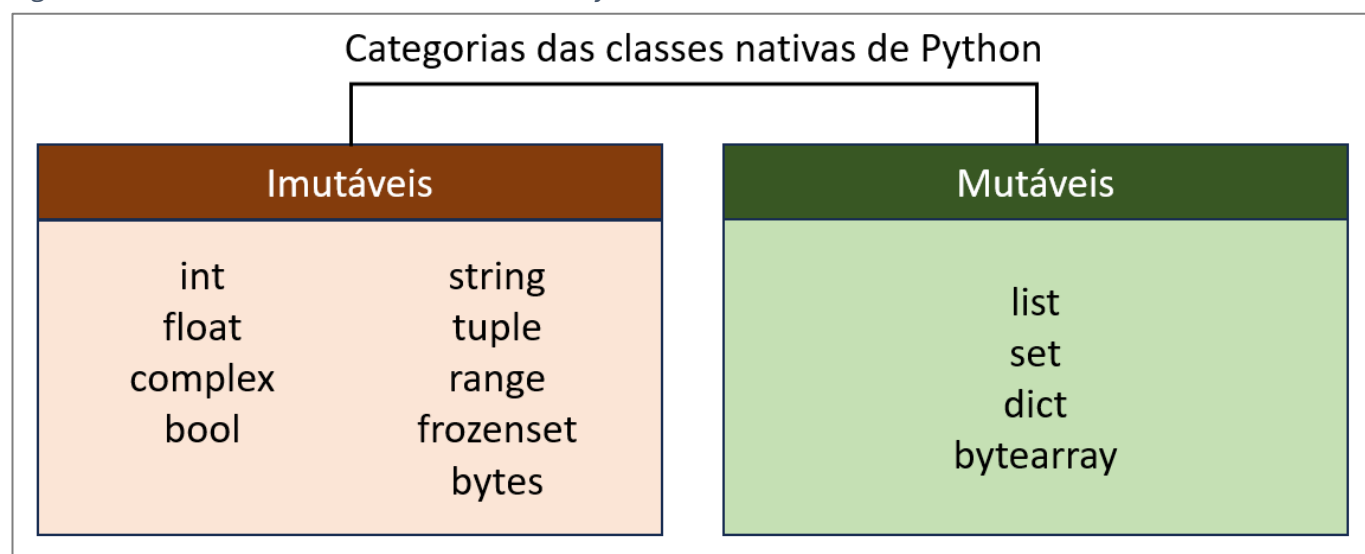 Categorias das classes nativas de Python
Imutáveis
int
float
complex
bool
string
tuple
range
frozenset
bytes
Mutáveis
list
set
dict
bytearray